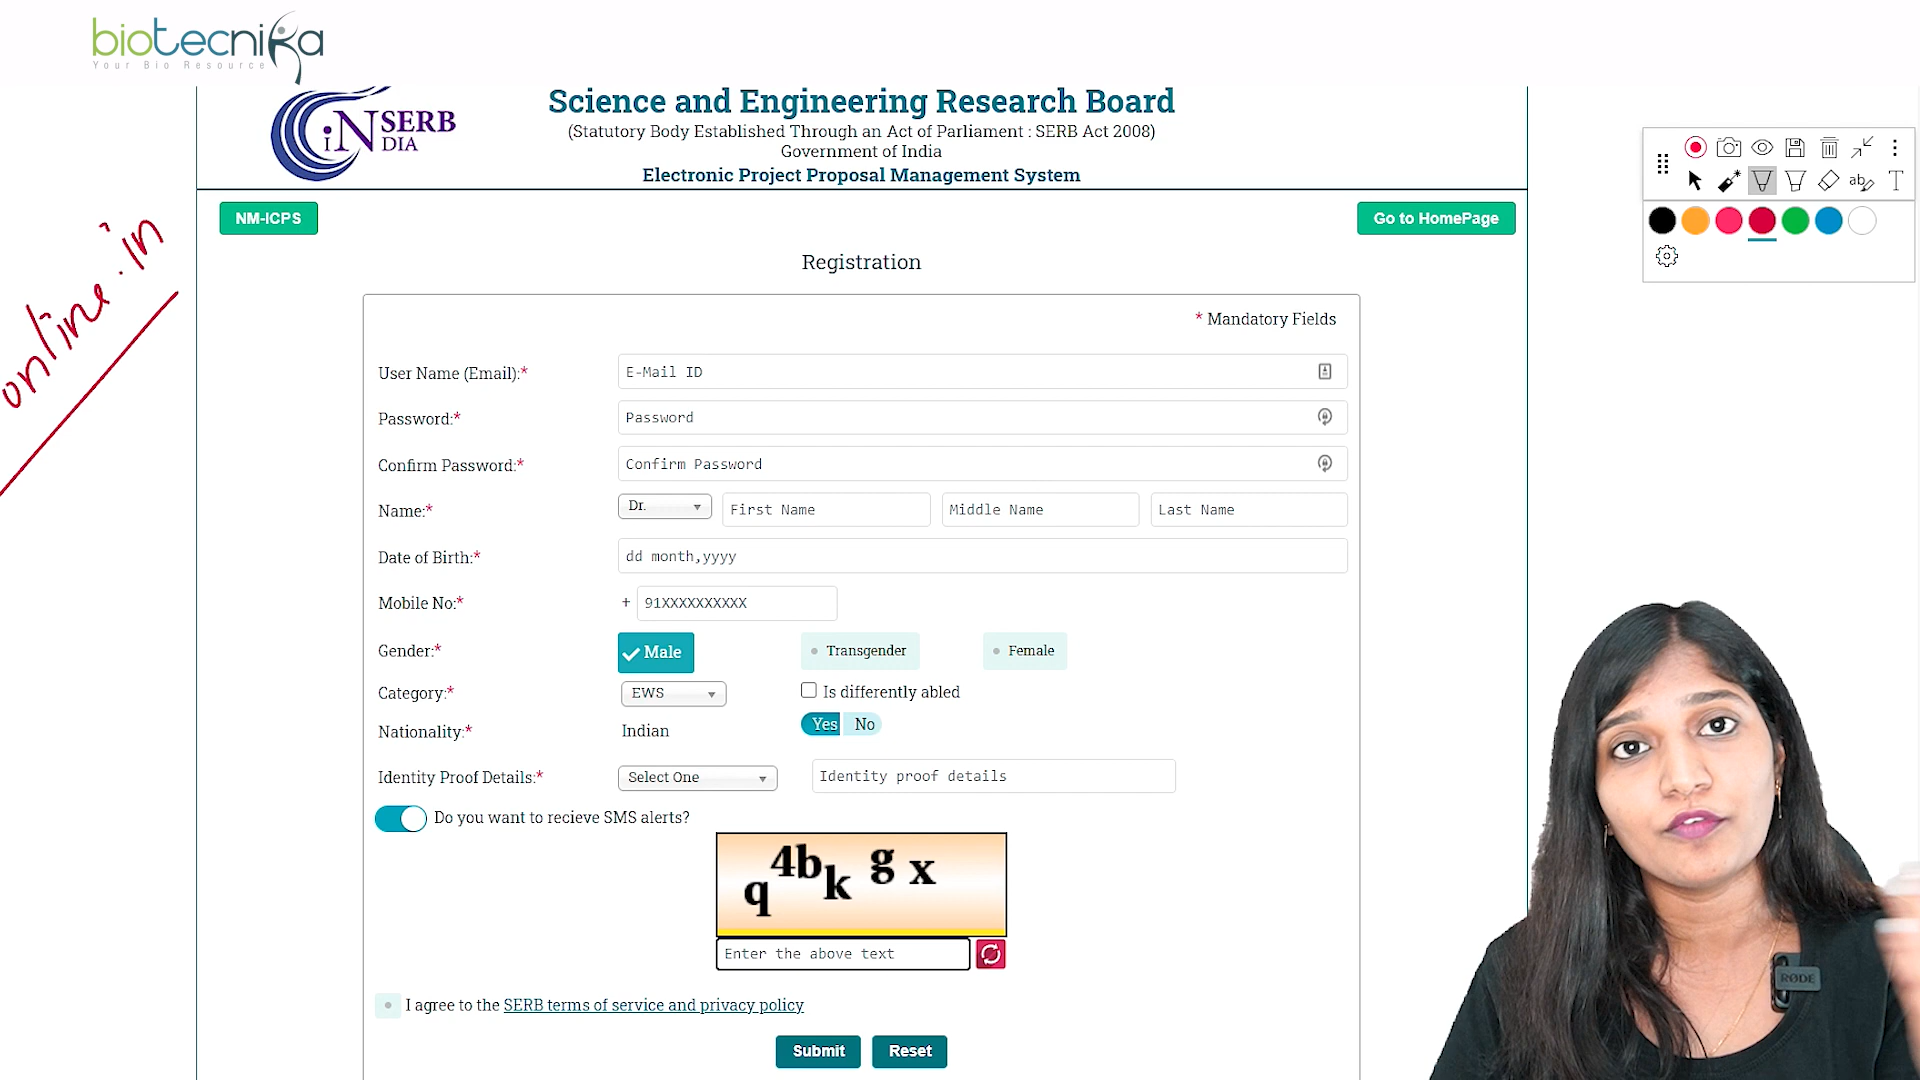 biotecnika
Your Bio Resource
iN SERB
DIA
Science and Engineering Research Board
(Statutory Body Established Through an Act of Parliament : SERB Act 2008)
Government of India
Electronic Project Proposal Management System
NM-ICPS
Go to HomePage
online.in
Registration
* Mandatory Fields
User Name (Email):* E-Mail ID
Password:* Password
Confirm Password:* Confirm Password
Name:* Dr. First Name Middle Name Last Name
Date of Birth:* dd month,yyyy
Mobile No:* + 91XXXXXXXXXX
Gender:* Male Transgender Female
Category:* EWS Is differently abled
Nationality:* Indian Yes No
Identity Proof Details:* Select One Identity proof details
Do you want to recieve SMS alerts?
q4bkgx
Enter the above text
I agree to the SERB terms of service and privacy policy
Submit Reset
ab
T
RØDE